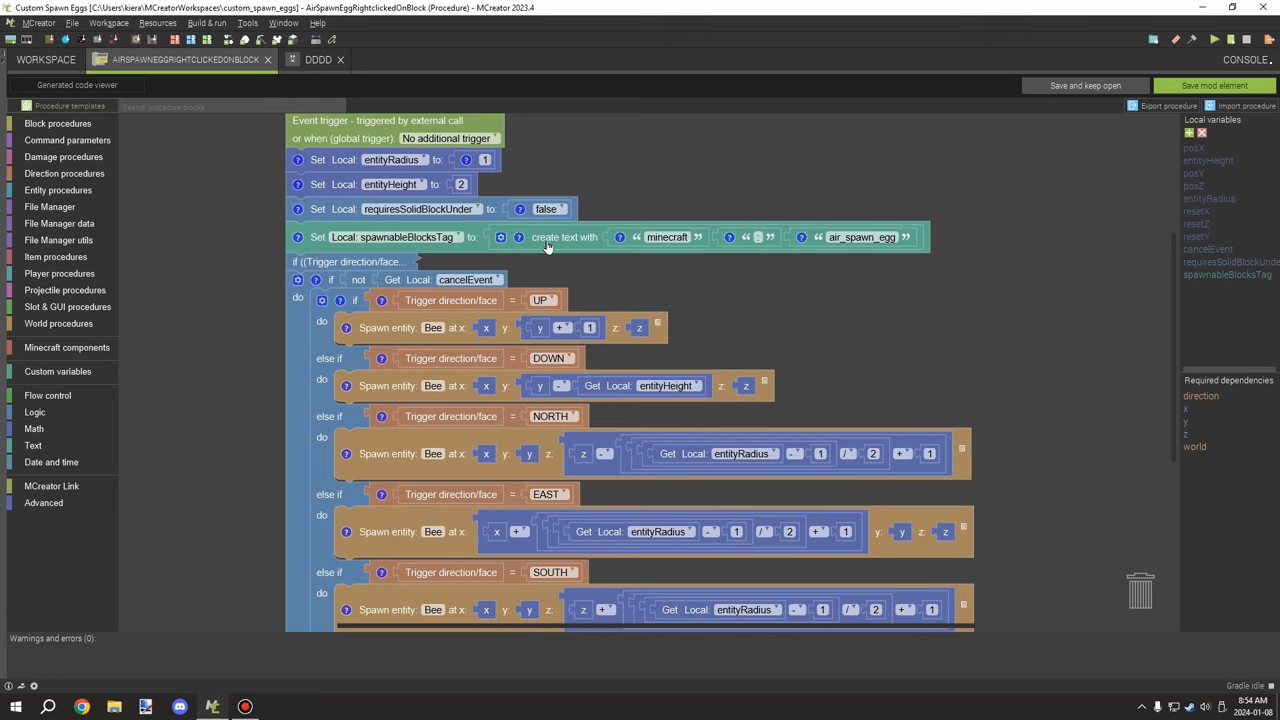 Custom Spawn Eggs [C:\Users\kiera\MCreatorWorkspaces\custom_spawn_eggs] - AirSpawnEggRightclickedOnBlock (Procedure) - MCreator 2023.4
MCreator File Workspace Resources Build & run Tools Window Help
WORKSPACE AIRSPAWNEGGRIGHTCLICKEDONBLOCK DDDD CONSOLE
Generated code viewer Save and keep open Save mod element
Procedure templates Search procedure blocks... Export procedure Import procedure
Block procedures
Command parameters
Damage procedures
Direction procedures
Entity procedures
File Manager
File Manager data
File Manager utils
Item procedures
Player procedures
Projectile procedures
Slot & GUI procedures
World procedures
Minecraft components
Custom variables
Flow control
Logic
Math
Text
Date and time
MCreator Link
Advanced
Event trigger - triggered by external call
or when (global trigger): No additional trigger
Set Local: entityRadius to: 1
Set Local: entityHeight to: 2
Set Local: requiresSolidBlockUnder to: false
Set Local: spawnableBlocksTag to: create text with “ minecraft ” “ : ” “ air_spawn_egg ”
if ((Trigger direction/face...
if not Get Local: cancelEvent
do if Trigger direction/face = UP
do Spawn entity: Bee at x: x y: y + 1 z: z
else if Trigger direction/face = DOWN
do Spawn entity: Bee at x: x y: y - Get Local: entityHeight z: z
else if Trigger direction/face = NORTH
do Spawn entity: Bee at x: x y: y z: z - Get Local: entityRadius - 1 / 2 + 1
else if Trigger direction/face = EAST
do Spawn entity: Bee at x: x + Get Local: entityRadius - 1 / 2 + 1 y: y z: z
else if Trigger direction/face = SOUTH
do Spawn entity: Bee at x: x y: y z: z + Get Local: entityRadius - 1 / 2 + 1
Local variables
posX
entityHeight
posY
posZ
entityRadius
resetX
resetZ
resetY
cancelEvent
requiresSolidBlockUnde
spawnableBlocksTag
Required dependencies
direction
x
y
z
world
Warnings and errors (0):
Gradle idle
8:54 AM
2024-01-08